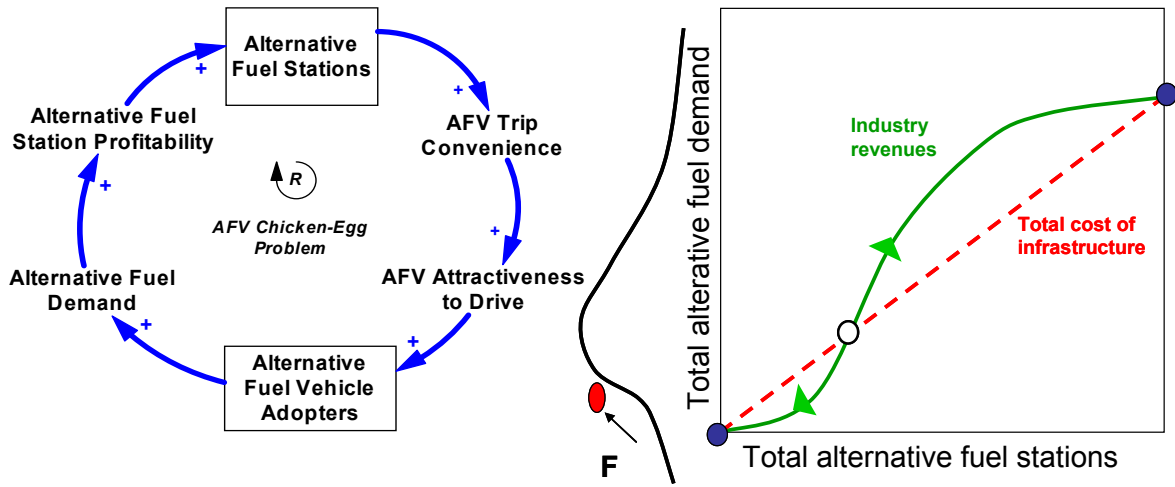 Alternative
Fuel Stations
+
+
Alternative Fuel
Station Profitability
AFV Trip
Convenience
R
+
AFV Chicken-Egg
Problem
+
Alternative Fuel
Demand
AFV Attractiveness
to Drive
+
+
Alternative
Fuel Vehicle
Adopters
F
Total alterative fuel demand
Industry
revenues
Total cost of
infrastructure
Total alternative fuel stations